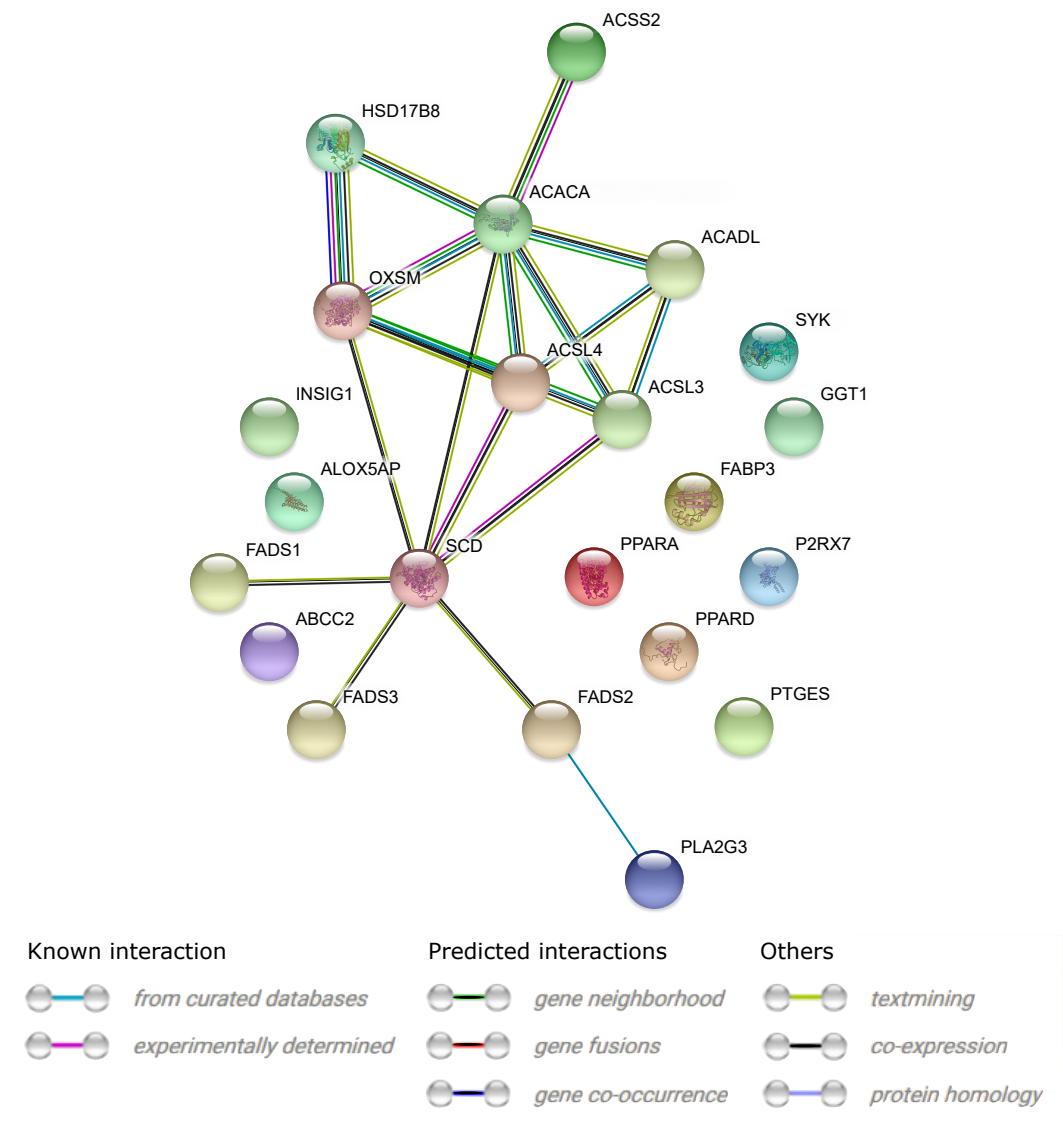 ACSS2
HSD17B8
ACACA
ACADL
OXSM
SYK
ACSL4
ACSL3
INSIG1
GGT1
ALOX5AP
FABP3
SCD
PPARA
P2RX7
FADS1
ABCC2
PPARD
FADS3
FADS2
PTGES
PLA2G3
Known interaction
Predicted interactions
Others
from curated databases
gene neighborhood
textmining
experimentally determined
gene fusions
co-expression
gene co-occurrence
protein homology